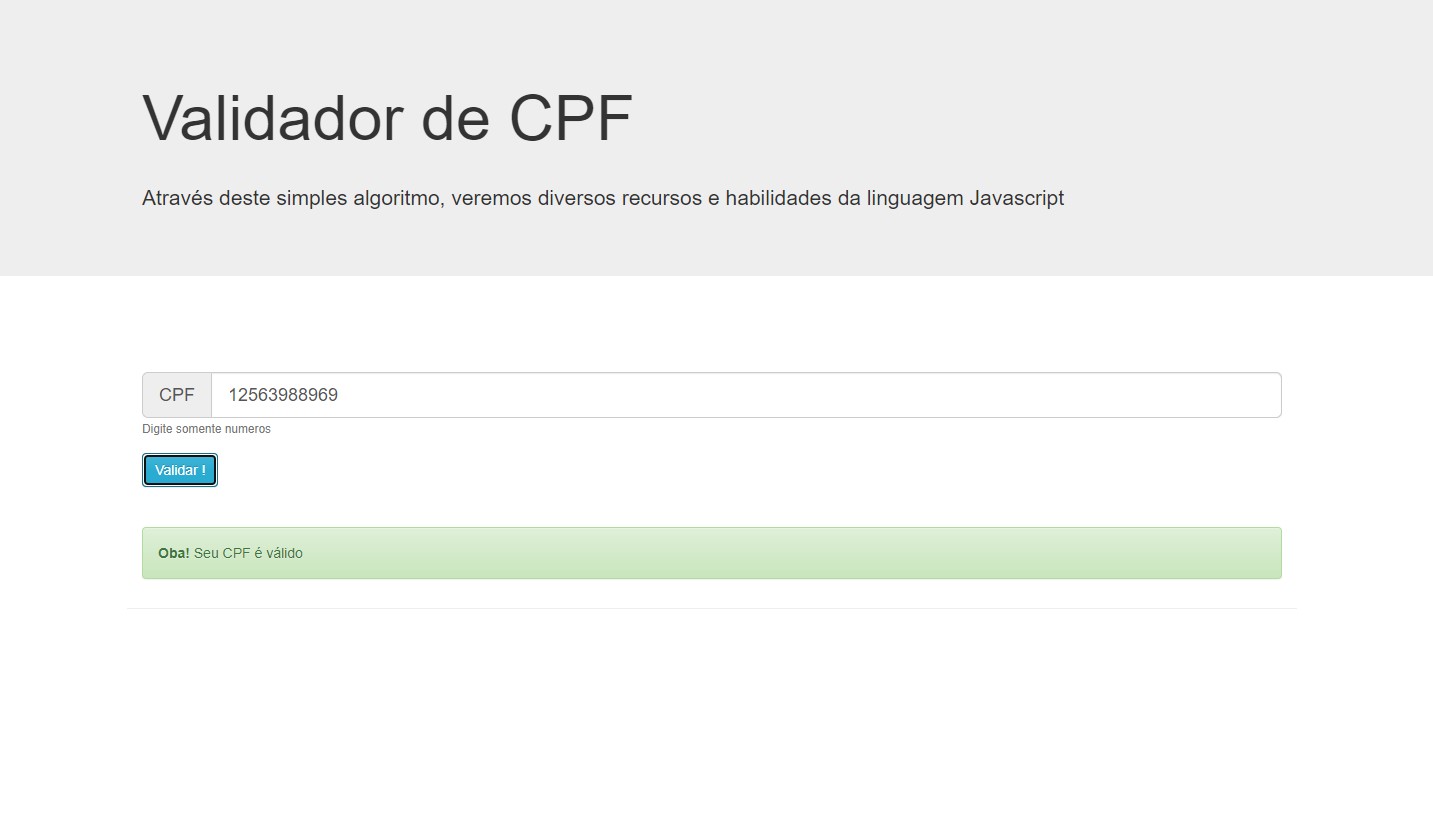 Validador de CPF
Através deste simples algoritmo, veremos diversos recursos e habilidades da linguagem Javascript
CPF 12563988969
Digite somente numeros
Validar !
Oba! Seu CPF é válido